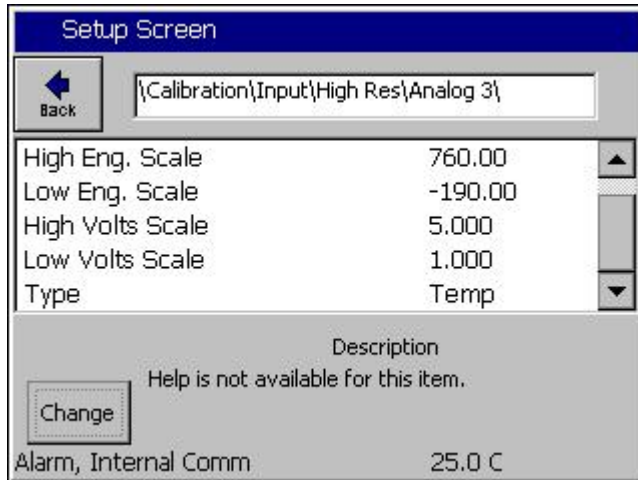 Setup Screen
Back
\Calibration\Input\High Res\Analog 3\
High Eng. Scale 760.00
Low Eng. Scale -190.00
High Volts Scale 5.000
Low Volts Scale 1.000
Type Temp
Description
Help is not available for this item.
Change
Alarm, Internal Comm 25.0 C